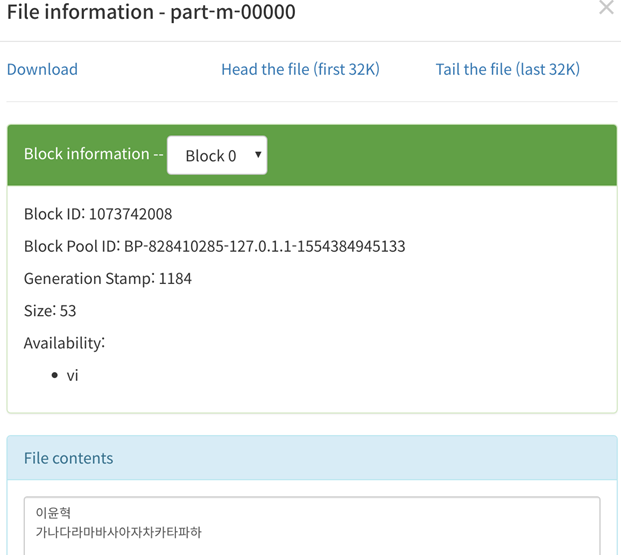 File information - part-m-00000
×
Download Head the file (first 32K) Tail the file (last 32K)
Block information -- Block 0
Block ID: 1073742008
Block Pool ID: BP-828410285-127.0.1.1-1554384945133
Generation Stamp: 1184
Size: 53
Availability:
• vi
File contents
이윤혁
가나다라마바사아자차카타파하